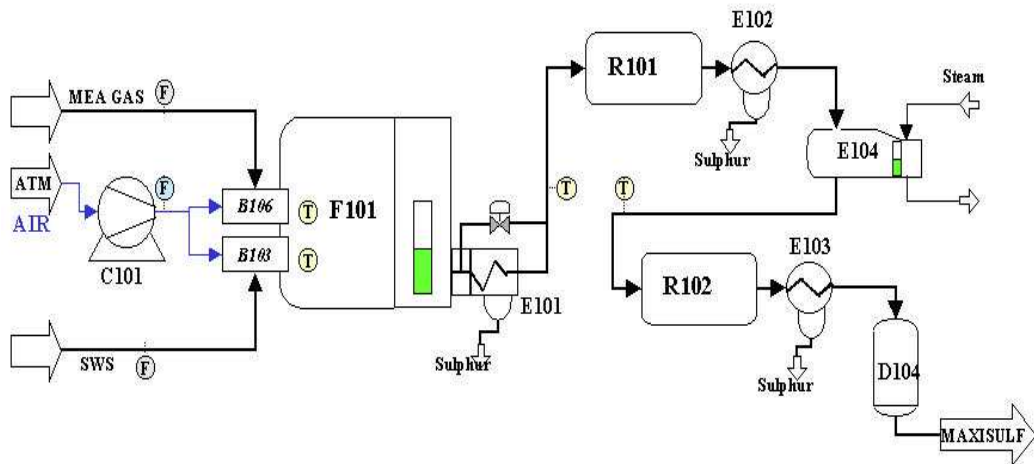 E102
R101
Steam
MEA GAS
F
E104
Sulphur
ATM
F
B106
T
F101
T
T
AIR
B103
T
C101
E103
R102
E101
Sulphur
SWS
F
Sulphur
D104
MAXISULF